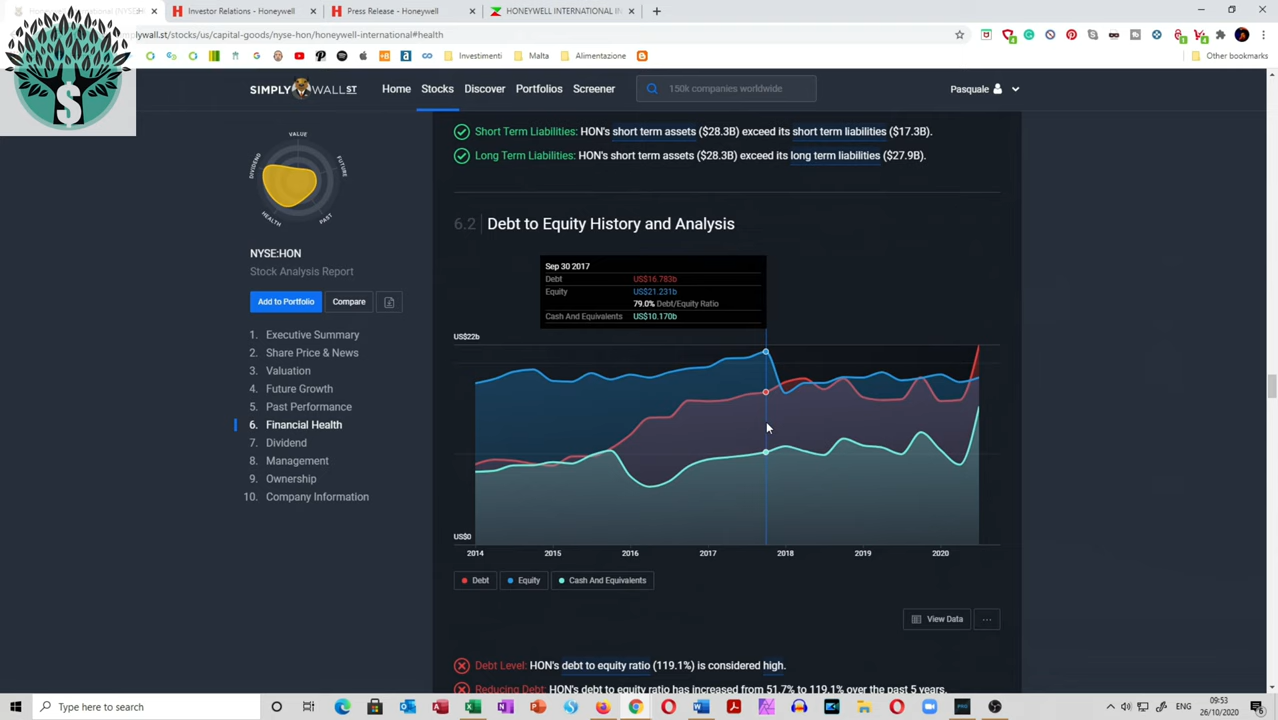 Investor Relations - Honeywell
Press Release - Honeywell
HONEYWELL INTERNATIONAL IN
mplywall.st/stocks/us/capital-goods/nyse-hon/honeywell-international#health
Investimenti
Malta
Alimentazione
Other bookmarks
SIMPLY WALL ST
Home
Stocks
Discover
Portfolios
Screener
150k companies worldwide
Pasquale
Short Term Liabilities: HON's short term assets ($28.3B) exceed its short term liabilities ($17.3B).
Long Term Liabilities: HON's short term assets ($28.3B) exceed its long term liabilities ($27.9B).
VALUE
FUTURE
PAST
HEALTH
DIVIDEND
NYSE:HON
Stock Analysis Report
Add to Portfolio
Compare
1. Executive Summary
2. Share Price & News
3. Valuation
4. Future Growth
5. Past Performance
6. Financial Health
7. Dividend
8. Management
9. Ownership
10. Company Information
6.2 Debt to Equity History and Analysis
Sep 30 2017
Debt US$16.783b
Equity US$21.231b
79.0% Debt/Equity Ratio
Cash And Equivalents US$10.170b
US$22b
US$0
2014 2015 2016 2017 2018 2019 2020
Debt
Equity
Cash And Equivalents
View Data
Debt Level: HON's debt to equity ratio (119.1%) is considered high.
Reducing Debt: HON's debt to equity ratio has increased from 51.7% to 119.1% over the past 5 years.
Type here to search
09:53
26/10/2020